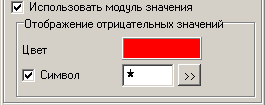 Использовать модуль значения
Отображение отрицательных значений
Цвет
Символ * >>